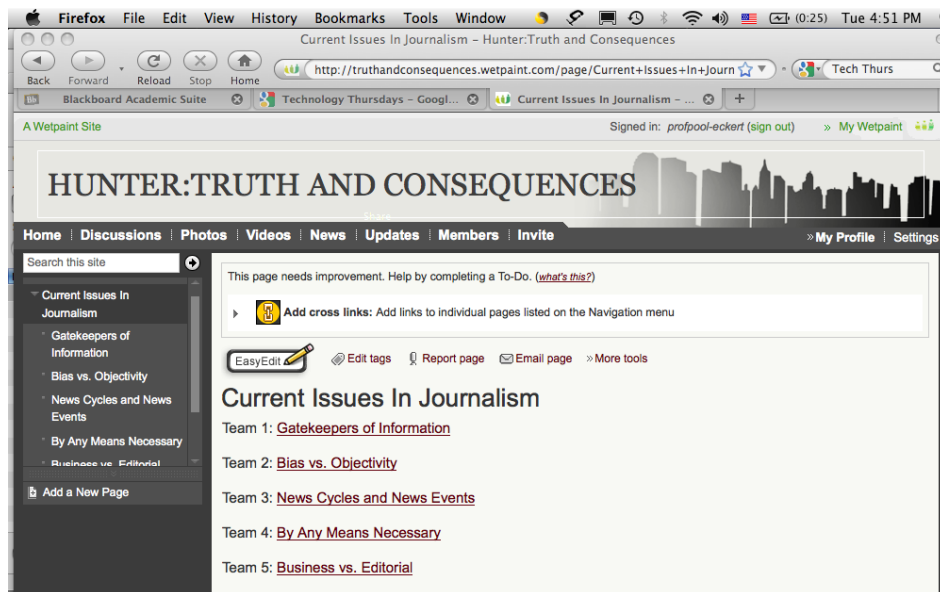 Firefox File Edit View History Bookmarks Tools Window (0:25) Tue 4:51 PM
Current Issues In Journalism – Hunter:Truth and Consequences
Back Forward Reload Stop Home http://truthandconsequences.wetpaint.com/page/Current+Issues+In+Journ Tech Thurs
Blackboard Academic Suite Technology Thursdays – Googl... Current Issues In Journalism – ... +
A Wetpaint Site Signed in: profpool-eckert (sign out) » My Wetpaint
HUNTER:TRUTH AND CONSEQUENCES
Share
Home Discussions Photos Videos News Updates Members Invite »My Profile Settings
Search this site
Current Issues In
Journalism
Gatekeepers of
Information
Bias vs. Objectivity
News Cycles and News
Events
By Any Means Necessary
Business vs. Editorial
Add a New Page
This page needs improvement. Help by completing a To-Do. (what's this?)
Add cross links: Add links to individual pages listed on the Navigation menu
EasyEdit Edit tags Report page Email page »More tools
Current Issues In Journalism
Team 1: Gatekeepers of Information
Team 2: Bias vs. Objectivity
Team 3: News Cycles and News Events
Team 4: By Any Means Necessary
Team 5: Business vs. Editorial